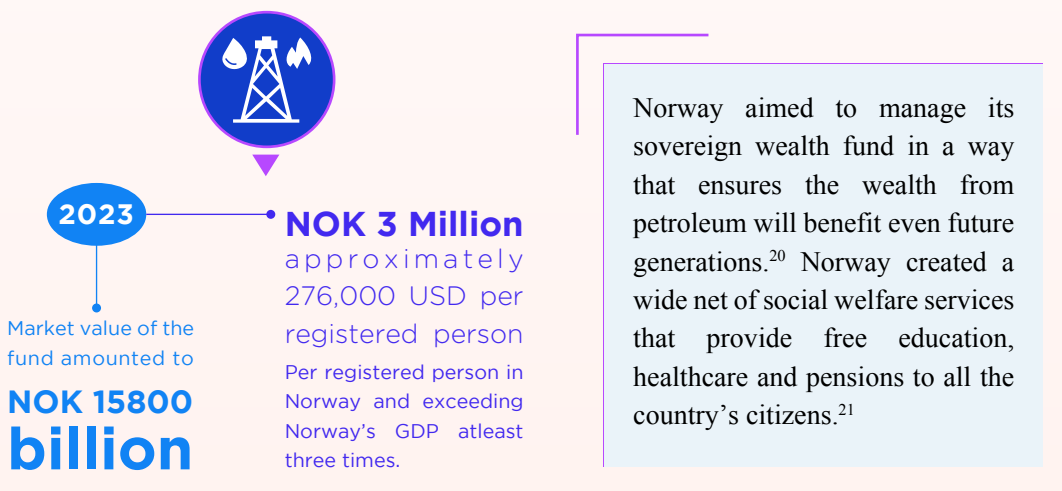 2023
Market value of the
fund amounted to
NOK 15800
billion
NOK 3 Million
approximately
276,000 USD per
registered person
Per registered person in
Norway and exceeding
Norway's GDP atleast
three times.
Norway aimed to manage its
sovereign wealth fund in a way
that ensures the wealth from
petroleum will benefit even future
generations.20 Norway created a
wide net of social welfare services
that provide free education,
healthcare and pensions to all the
country's citizens.21